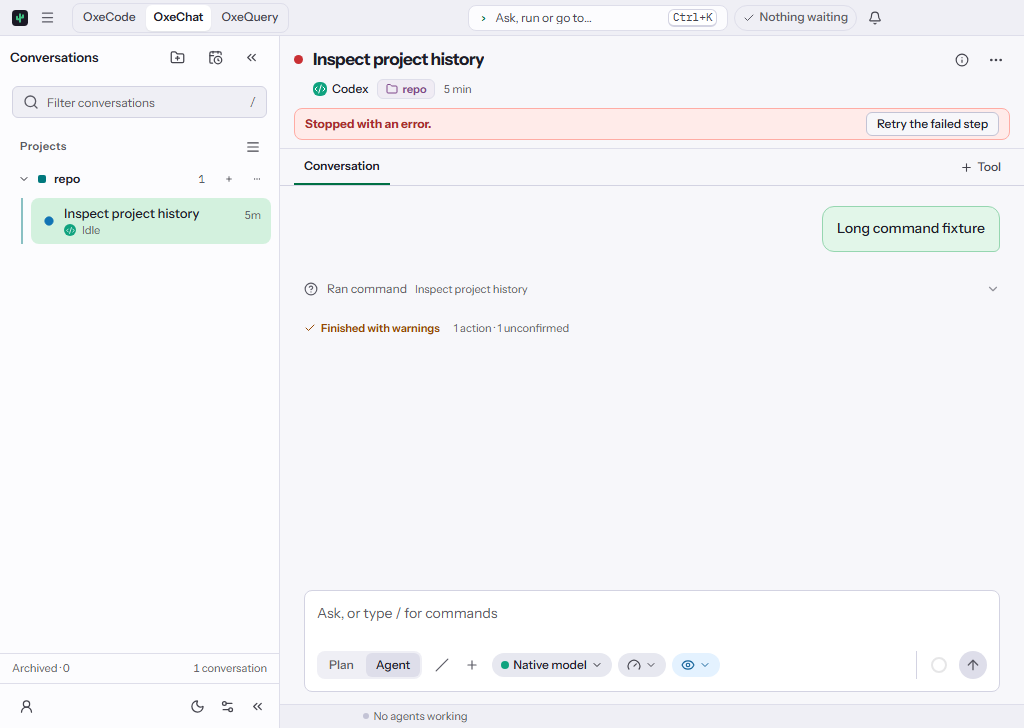 OxeCode OxeChat OxeQuery
› Ask, run or go to... Ctrl+K
Nothing waiting
Conversations
Filter conversations /
Projects
repo 1 + ...
Inspect project history 5m
Idle
Archived·0 1 conversation
Inspect project history
Codex repo 5 min
Stopped with an error. Retry the failed step
Conversation + Tool
Long command fixture
Ran command Inspect project history
Finished with warnings 1 action·1 unconfirmed
Ask, or type / for commands
Plan Agent Native model
No agents working